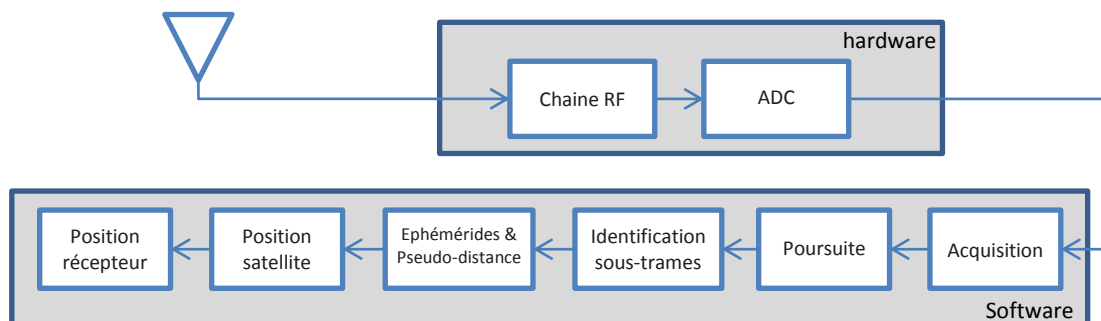 hardware
Chaine RF
ADC
Position
récepteur
Position
satellite
Ephémérides &
Pseudo-distance
Identification
sous-trames
Poursuite
Acquisition
Software